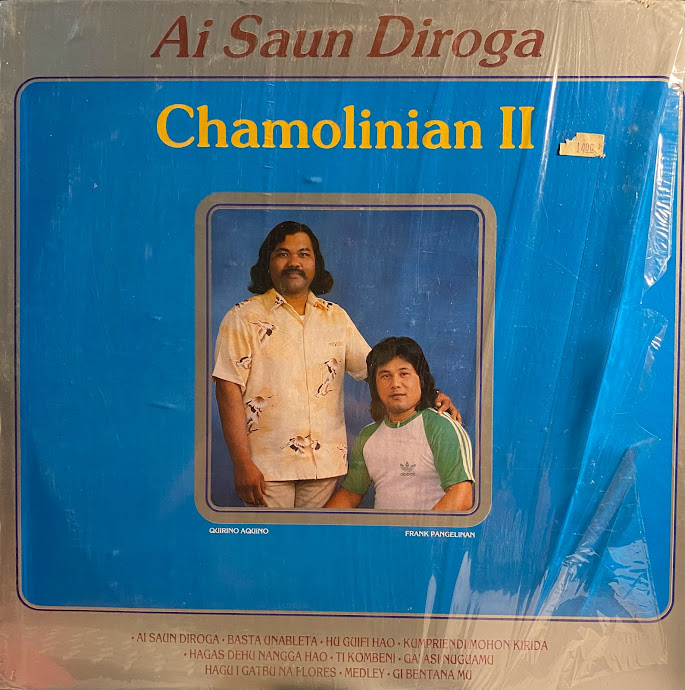 Ai Saun Diroga
Chamolinian II
adidas
QUIRINO AQUINO
FRANK PANGELINAN
• AI SAUN DIROGA • BASTA UNABLETA • HU GUIFI HAO • KUMPRIENDI MOHON KIRIDA
• HAGAS DEHU NANGGA HAO • TI KOMBENI • GA'ASI NUGUAMU
HAGU I GATBU NA FLORES • MEDLEY • GI BENTANA MU